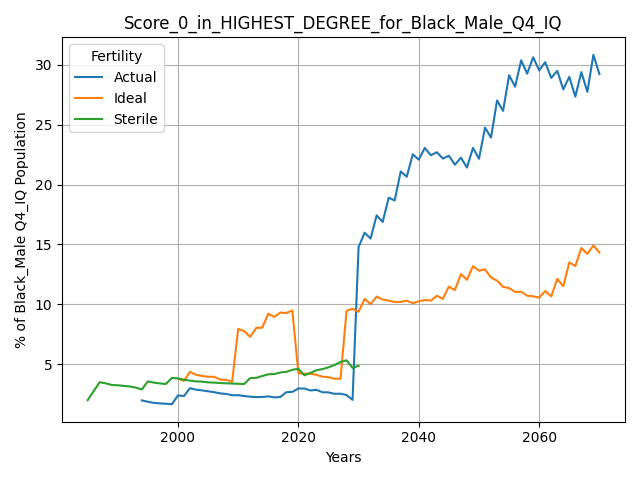 Score_0_in_HIGHEST_DEGREE_for_Black_Male_Q4_IQ
% of Black_Male Q4_IQ Population
30
25
20
15
10
5
Fertility
Actual
Ideal
Sterile
2000
2020
2040
2060
Years